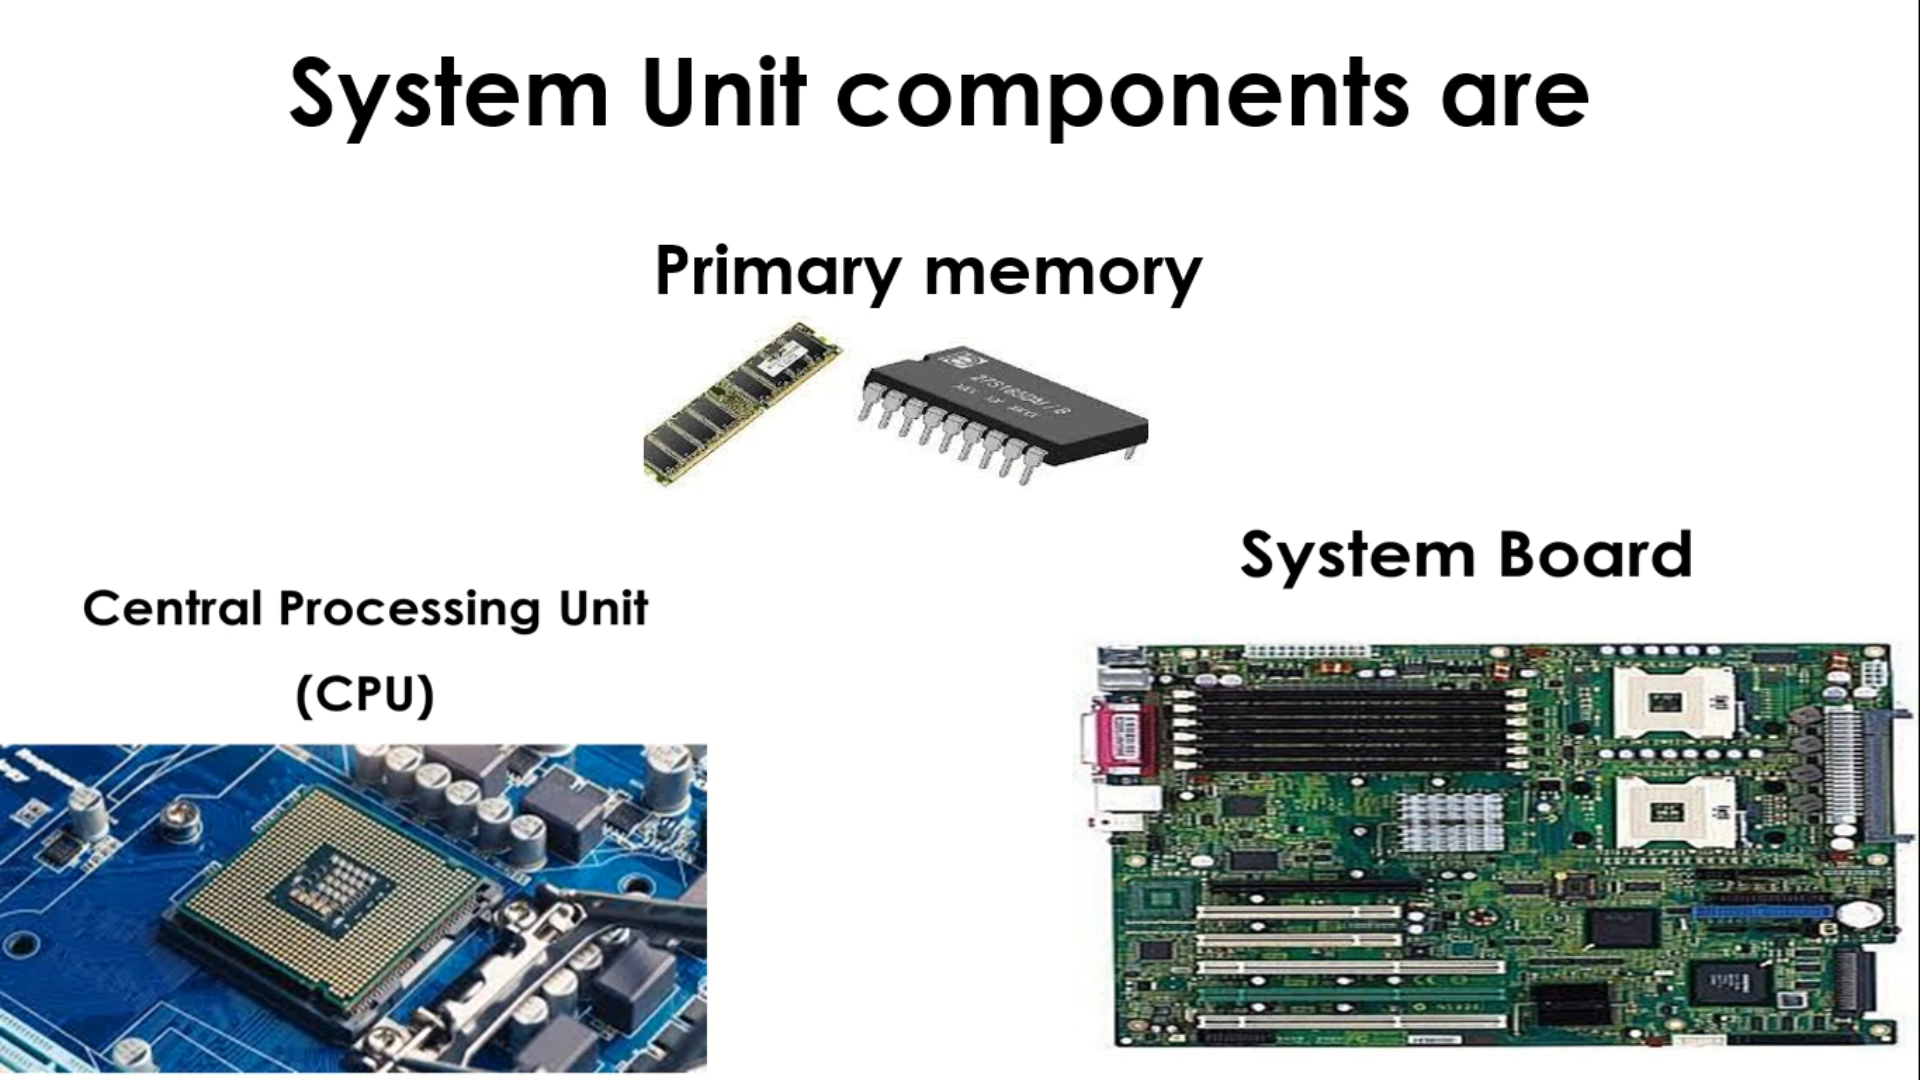 System Unit components are
Primary memory
System Board
Central Processing Unit
(CPU)